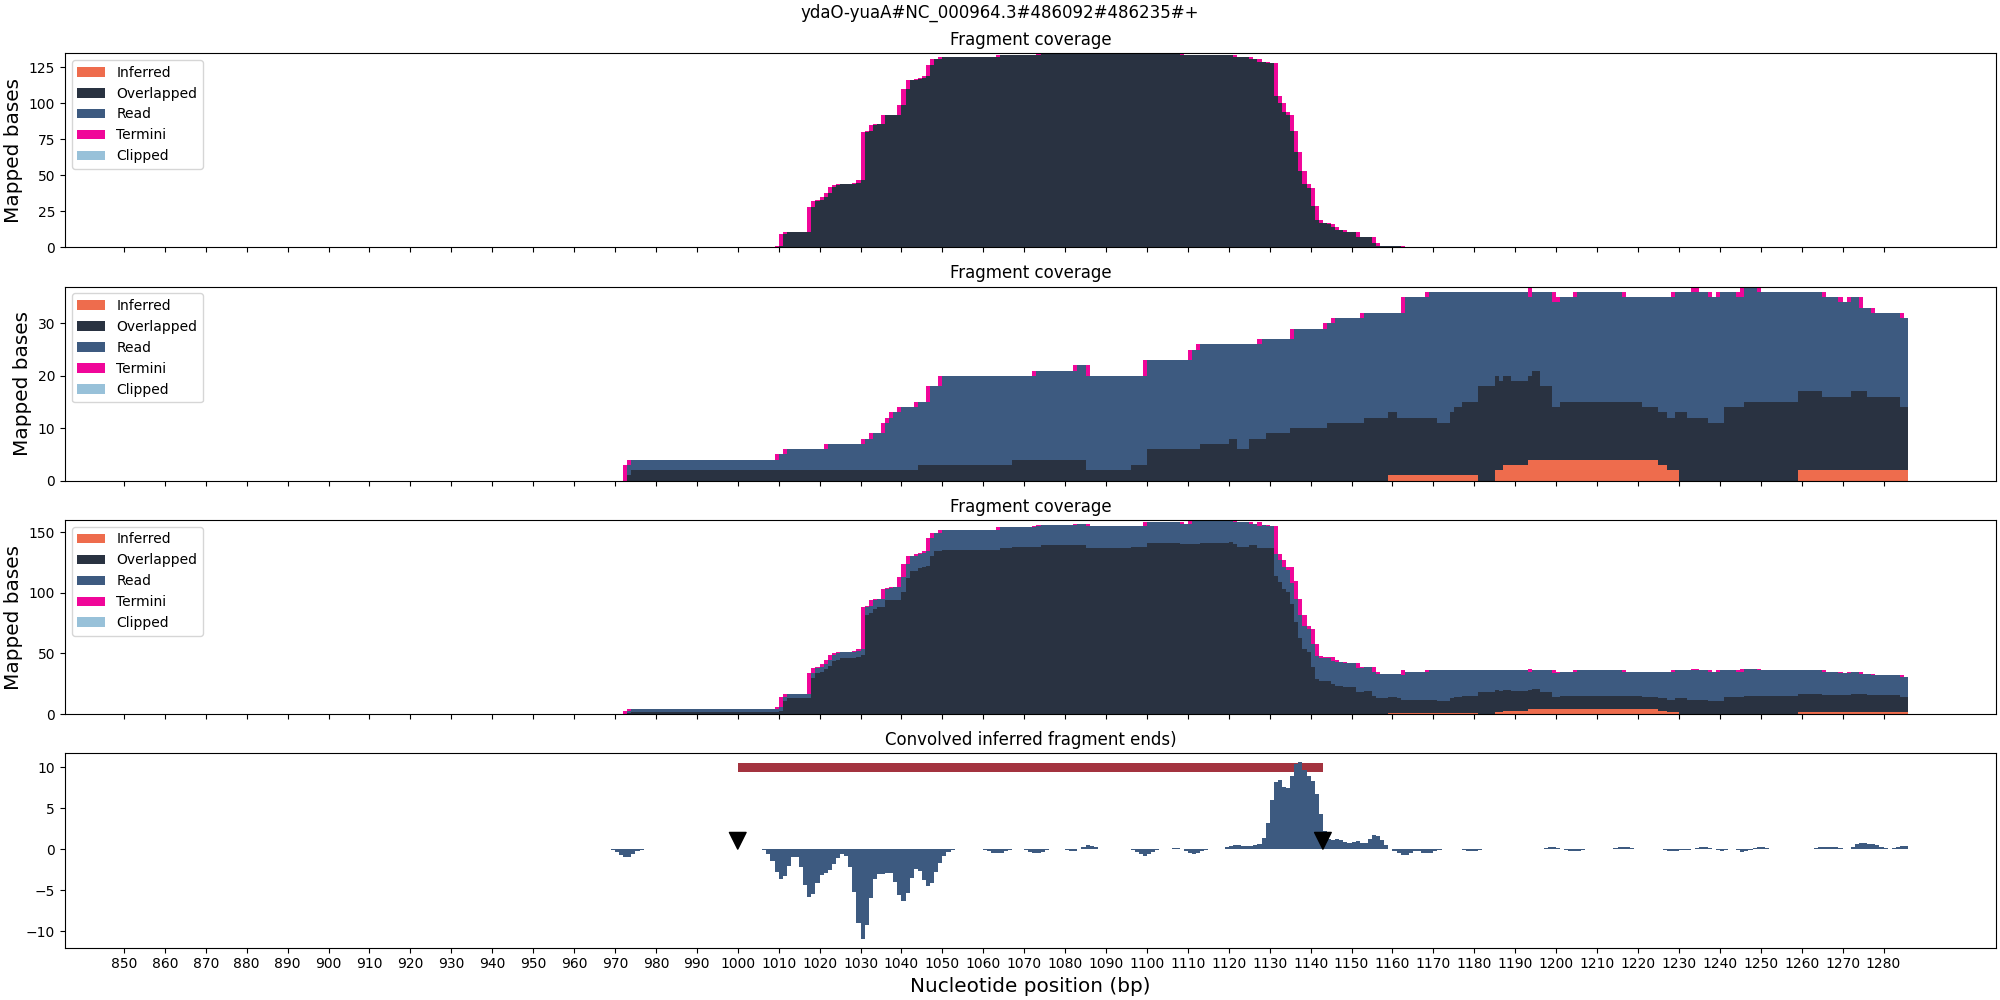 ydaO-yuaA#NC_000964.3#486092#486235#+
Fragment coverage
Mapped bases
125
100
75
50
25
0
Inferred
Overlapped
Read
Termini
Clipped
Fragment coverage
Mapped bases
30
20
10
0
Inferred
Overlapped
Read
Termini
Clipped
Fragment coverage
Mapped bases
150
100
50
0
Inferred
Overlapped
Read
Termini
Clipped
Convolved inferred fragment ends)
10
5
0
−5
−10
850 860 870 880 890 900 910 920 930 940 950 960 970 980 990 1000 1010 1020 1030 1040 1050 1060 1070 1080 1090 1100 1110 1120 1130 1140 1150 1160 1170 1180 1190 1200 1210 1220 1230 1240 1250 1260 1270 1280
Nucleotide position (bp)